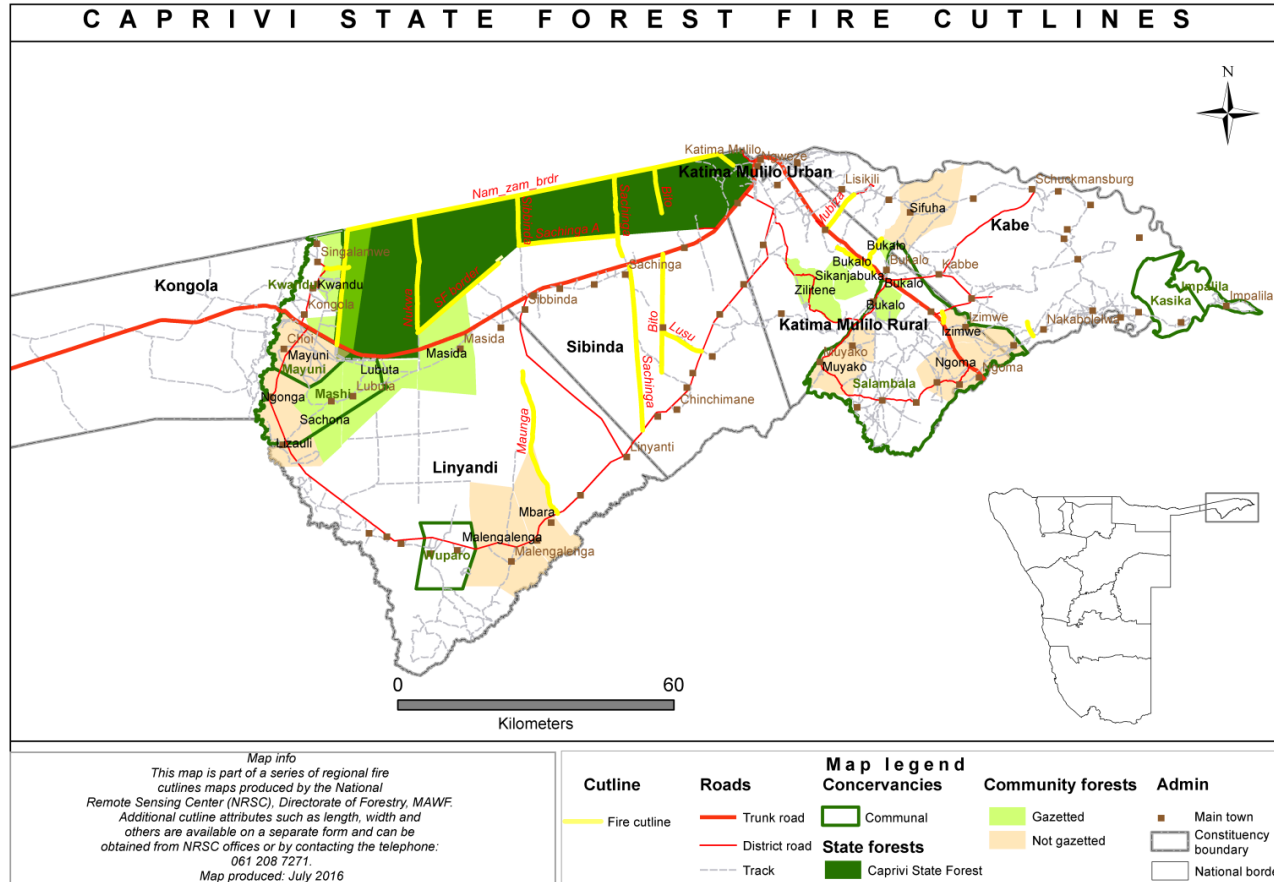 CAPRIVI STATE FOREST FIRE CUTLINES
N
Katima Mulilo
Ngweze
Katima Mulilo Urban
Nam_zam_brdr
Lisikili
Schuckmansburg
Mubiza
Sifuha
Kabe
Sachinga A
Singalamwe
Kongola
Kwandu
Kwandu
Kongola
Sachinga
Bukalo
Bukalo
Bukalo
Sikanjabuka
Bukalo
Bukalo
Kabbe
Zilitene
Impalila
Kasika
Impalila
Sibbinda
Katima Mulilo Rural
Izimwe
Izimwe
Nakabolelwa
Choi
Mayuni
Mayuni
Masida
Masida
Sibinda
Bito
Lusu
Muyako
Muyako
Ngoma
Ngoma
Salambala
Lubuta
Lubuta
Mashi
Ngonga
Sachona
Sachinga
Chinchimane
Lizauli
Maunga
Linyanti
Linyandi
Mbara
Malengalenga
Malengalenga
Wuparo
0 60
Kilometers
Map info
This map is part of a series of regional fire
cutlines maps produced by the National
Remote Sensing Center (NRSC), Directorate of Forestry, MAWF.
Additional cutline attributes such as length, width and
others are available on a separate form and can be
obtained from NRSC offices or by contacting the telephone:
061 208 7271.
Map produced: July 2016
Map legend
Cutline
Fire cutline
Roads
Trunk road
District road
Track
Concervancies
Communal
State forests
Caprivi State Forest
Community forests
Gazetted
Not gazetted
Admin
Main town
Constituency
boundary
National borde